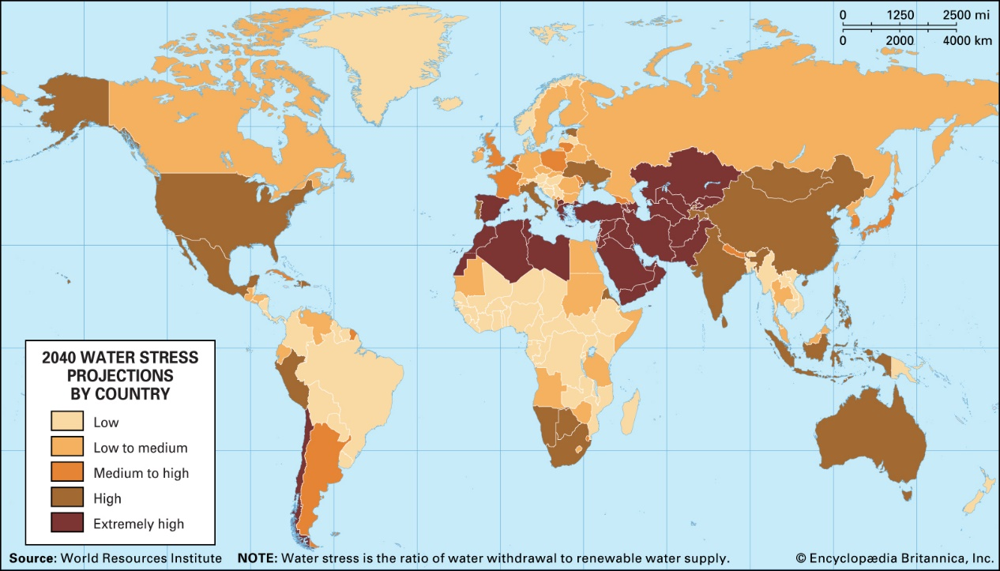 0 1250 2500 mi
0 2000 4000 km
2040 WATER STRESS
PROJECTIONS
BY COUNTRY
Low
Low to medium
Medium to high
High
Extremely high
Source: World Resources Institute NOTE: Water stress is the ratio of water withdrawal to renewable water supply. © Encyclopædia Britannica, Inc.